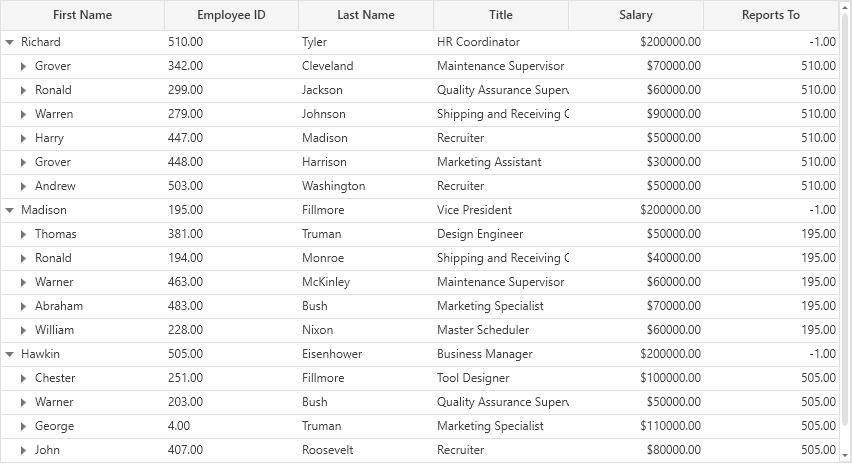 First Name Employee ID Last Name Title Salary Reports To
Richard 510.00 Tyler HR Coordinator $200000.00 -1.00
Grover 342.00 Cleveland Maintenance Supervisor $70000.00 510.00
Ronald 299.00 Jackson Quality Assurance Superv $60000.00 510.00
Warren 279.00 Johnson Shipping and Receiving C $90000.00 510.00
Harry 447.00 Madison Recruiter $50000.00 510.00
Grover 448.00 Harrison Marketing Assistant $30000.00 510.00
Andrew 503.00 Washington Recruiter $50000.00 510.00
Madison 195.00 Fillmore Vice President $200000.00 -1.00
Thomas 381.00 Truman Design Engineer $50000.00 195.00
Ronald 194.00 Monroe Shipping and Receiving C $40000.00 195.00
Warner 463.00 McKinley Maintenance Supervisor $60000.00 195.00
Abraham 483.00 Bush Marketing Specialist $70000.00 195.00
William 228.00 Nixon Master Scheduler $60000.00 195.00
Hawkin 505.00 Eisenhower Business Manager $200000.00 -1.00
Chester 251.00 Fillmore Tool Designer $100000.00 505.00
Warner 203.00 Bush Quality Assurance Superv $50000.00 505.00
George 4.00 Truman Marketing Specialist $110000.00 505.00
John 407.00 Roosevelt Recruiter $80000.00 505.00